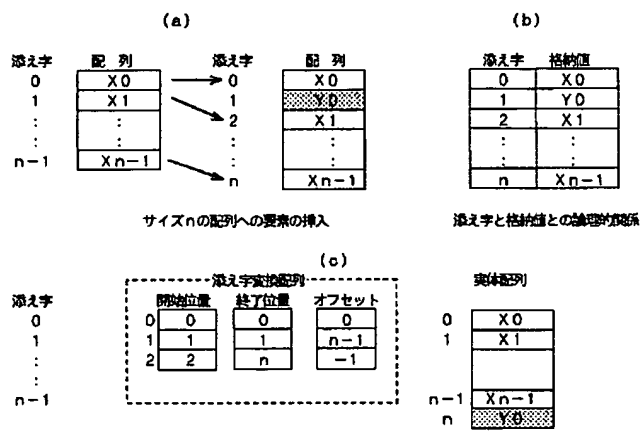 (a)
添え字 配 列 添え字 配 列
0 X0 0 X0
1 X1 1 Y0
: : 2 X1
: : : :
n-1 Xn-1 : :
n Xn-1
サイズnの配列への要素の挿入
(b)
添え字 格納値
0 X0
1 Y0
2 X1
: :
: :
n Xn-1
添え字と格納値との論理的関係
(c)
添え字
0
1
:
:
n-1
添え字変換配列
開始位置 終了位置 オフセット
0 0 0 0
1 1 1 n-1
2 2 n -1
実体配列
0 X0
1 X1
n-1 Xn-1
n Y0